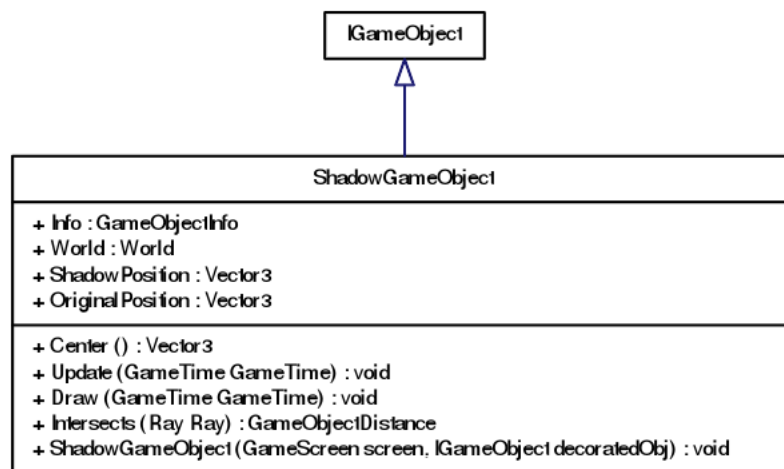 IGameObject
ShadowGameObject
+ Info : GameObjectInfo
+ World : World
+ ShadowPosition : Vector3
+ OriginalPosition : Vector3
+ Center () : Vector3
+ Update (GameTime GameTime) : void
+ Draw (GameTime GameTime) : void
+ Intersects (Ray Ray) : GameObjectDistance
+ ShadowGameObject (GameScreen screen, IGameObject decoratedObj) : void